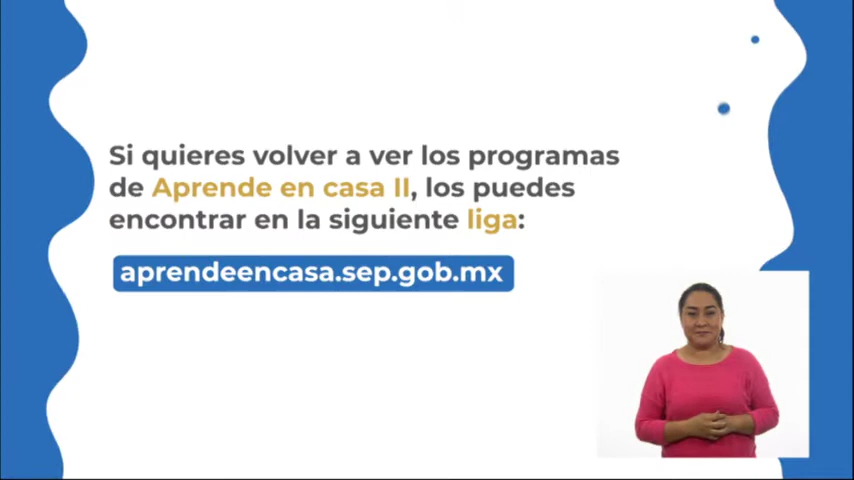 Si quieres volver a ver los programas
de Aprende en casa II, los puedes
encontrar en la siguiente liga:
aprendeencasa.sep.gob.mx